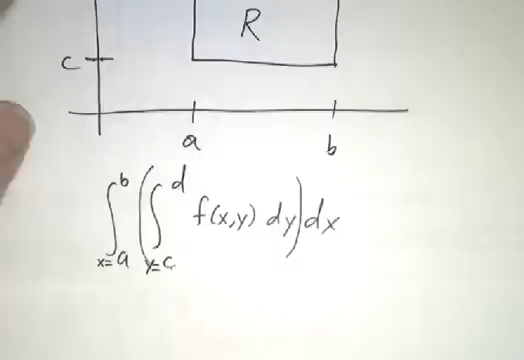 R
c
a b
∫_{x=a}^{b} (∫_{y=c}^{d} f(x,y) dy) dx